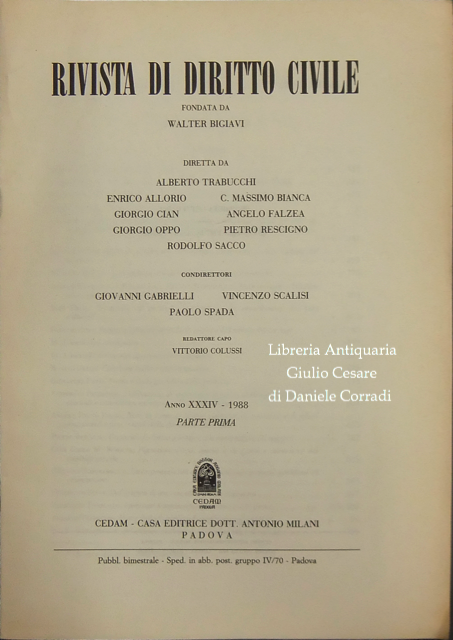 RIVISTA DI DIRITTO CIVILE
FONDATA DA
WALTER BIGIAVI
DIRETTA DA
ALBERTO TRABUCCHI
ENRICO ALLORIO C. MASSIMO BIANCA
GIORGIO CIAN ANGELO FALZEA
GIORGIO OPPO PIETRO RESCIGNO
RODOLFO SACCO
CONDIRETTORI
GIOVANNI GABRIELLI VINCENZO SCALISI
PAOLO SPADA
REDATTORE CAPO
VITTORIO COLUSSI
Libreria Antiquaria
Giulio Cesare
di Daniele Corradi
ANNO XXXIV - 1988
PARTE PRIMA
CEDAM
PADOVA
CEDAM - CASA EDITRICE DOTT. ANTONIO MILANI
PADOVA
Pubbl. bimestrale - Sped. in abb. post. gruppo IV/70 - Padova